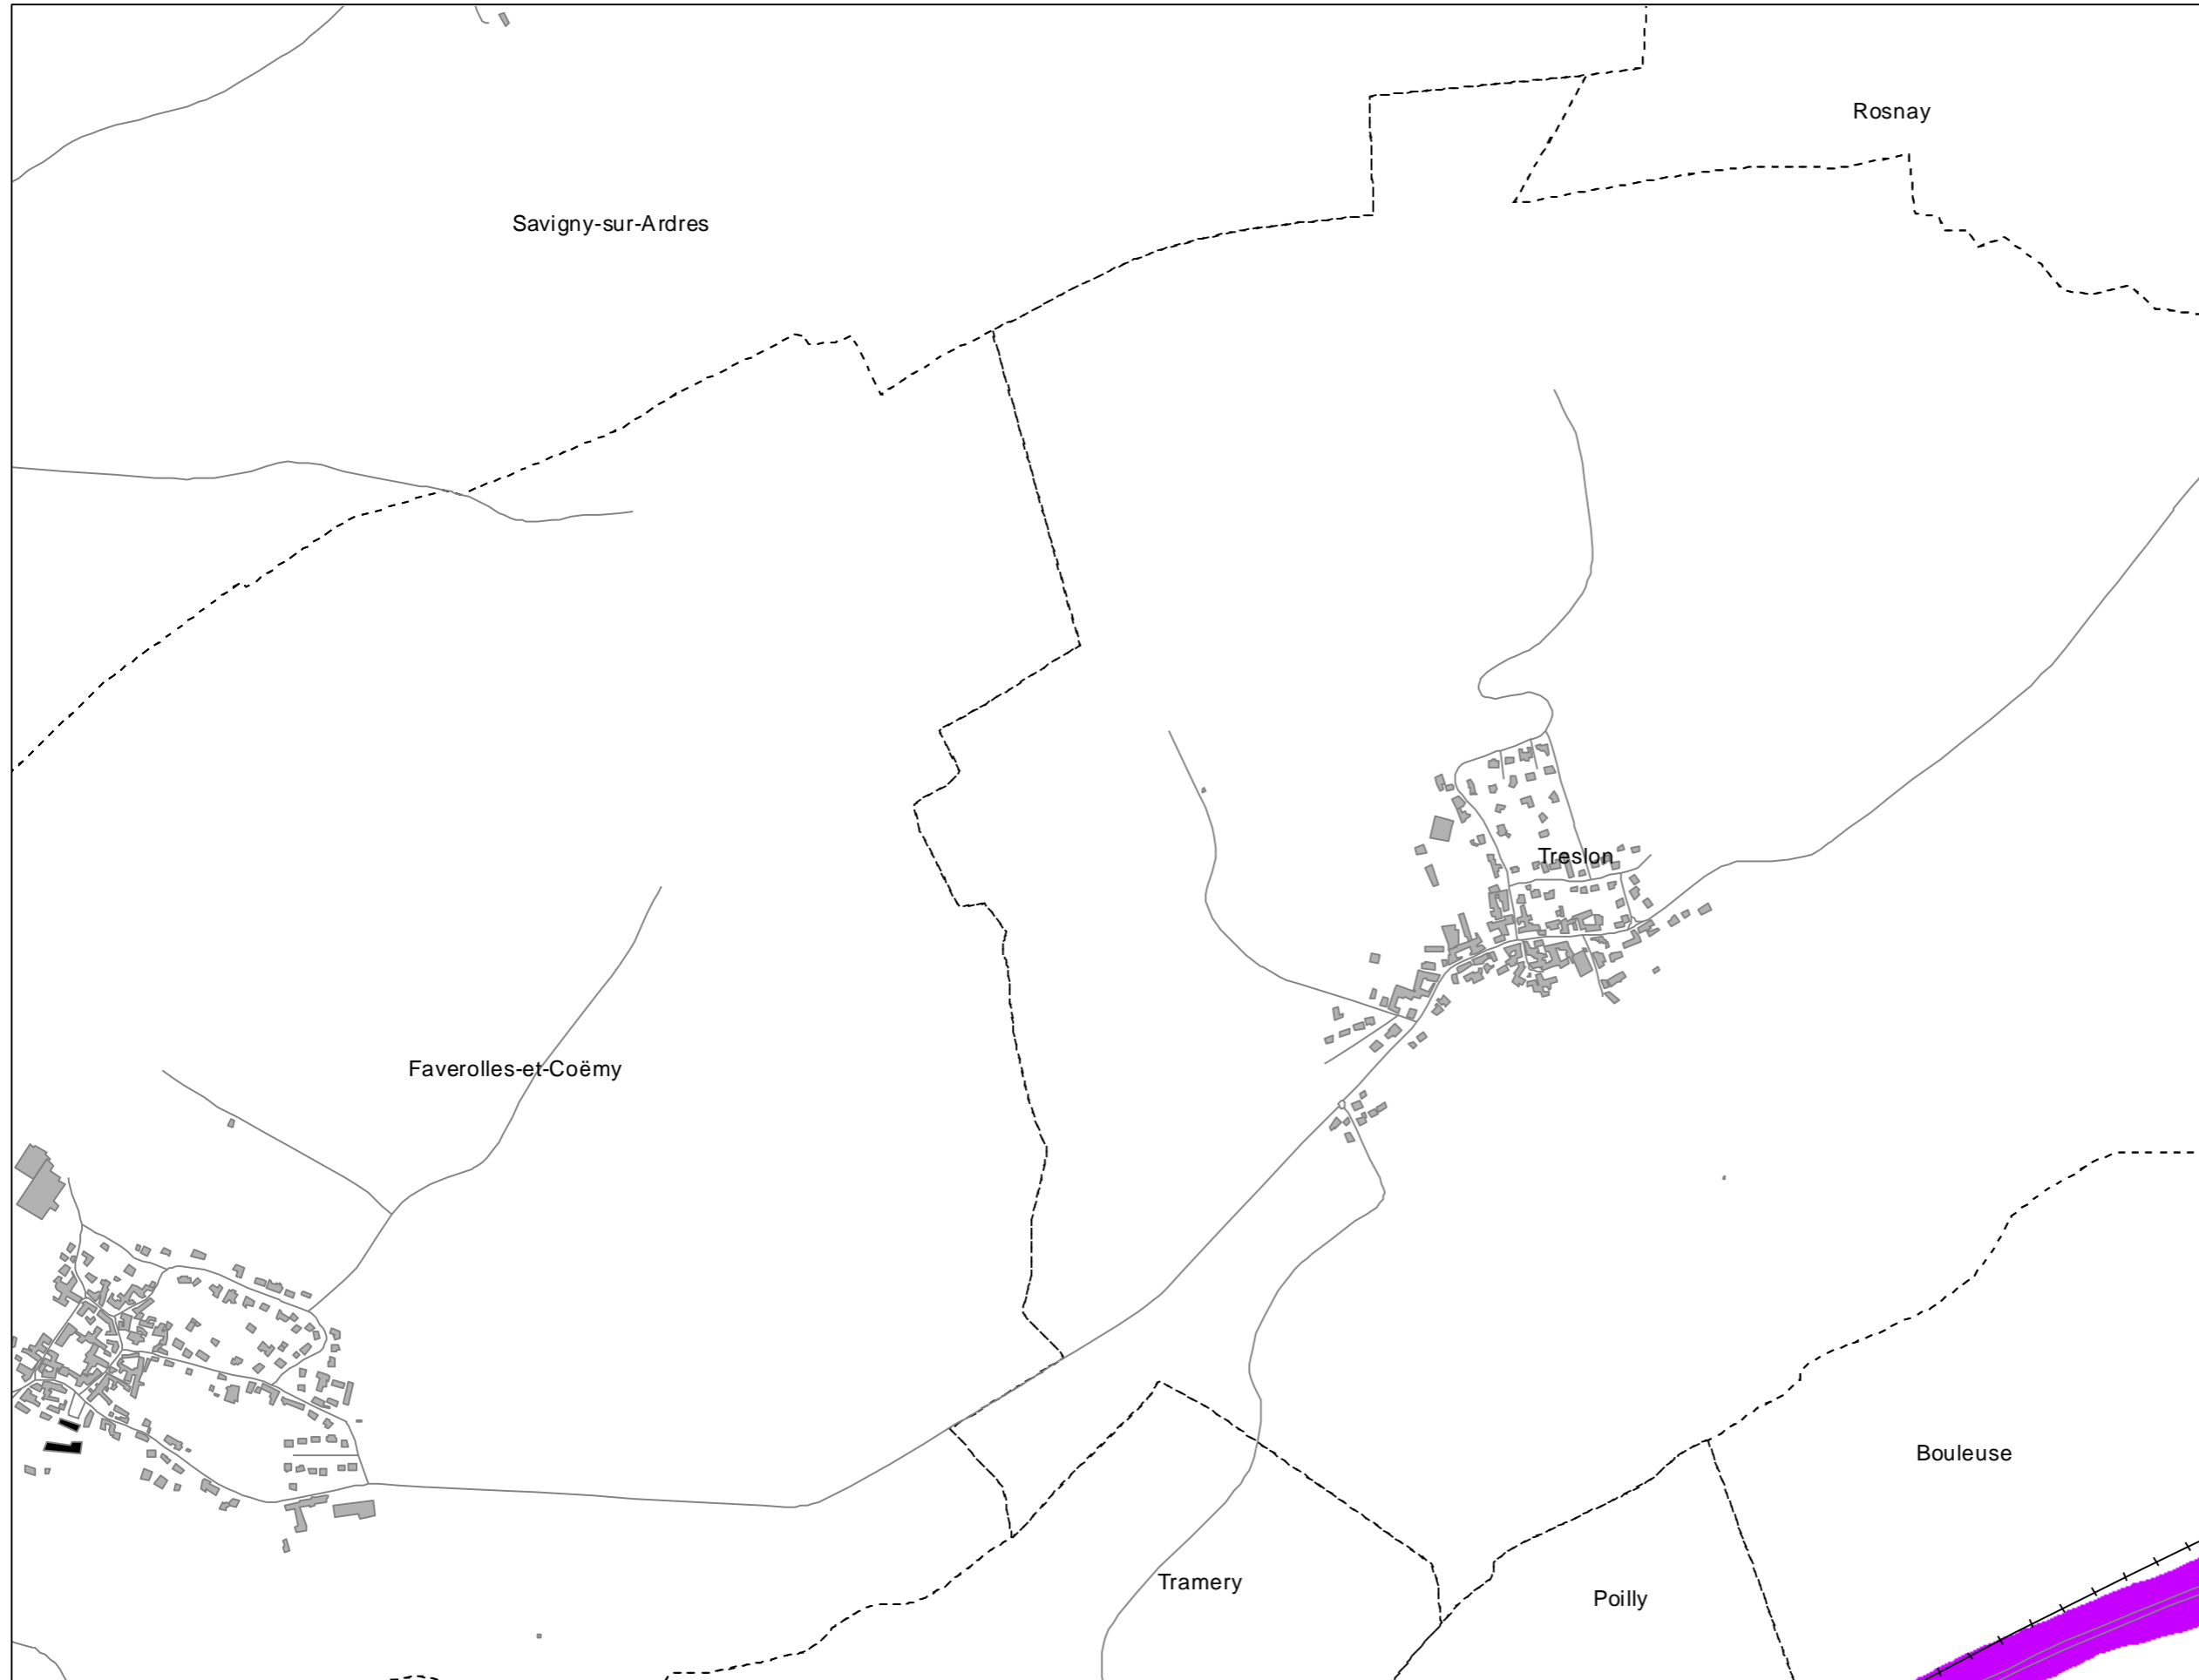 Rosnay
Savigny-sur-Ardres
Treslon
Faverolles-et-Coëmy
Bouleuse
Tramery
Poilly